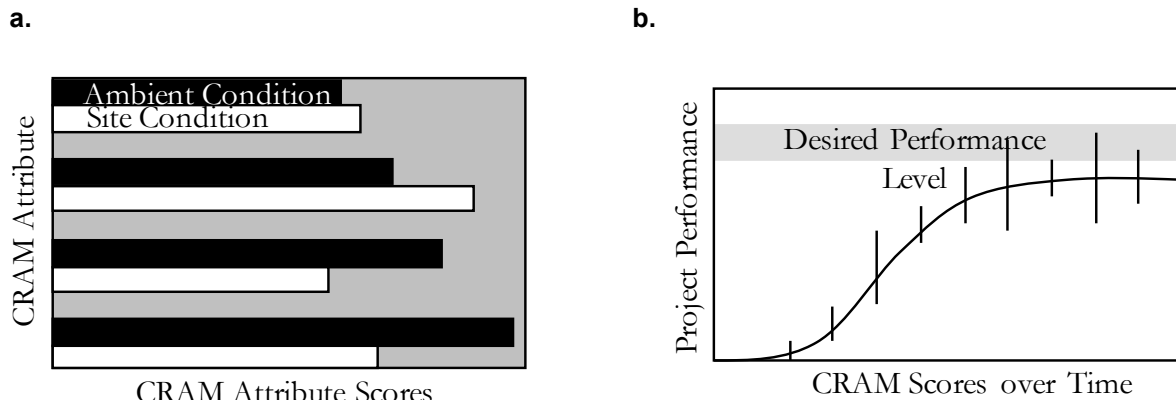 a.
Ambient Condition
Site Condition
CRAM Attribute
CRAM Attribute Scores
b.
Desired Performance
Level
Project Performance
CRAM Scores over Time